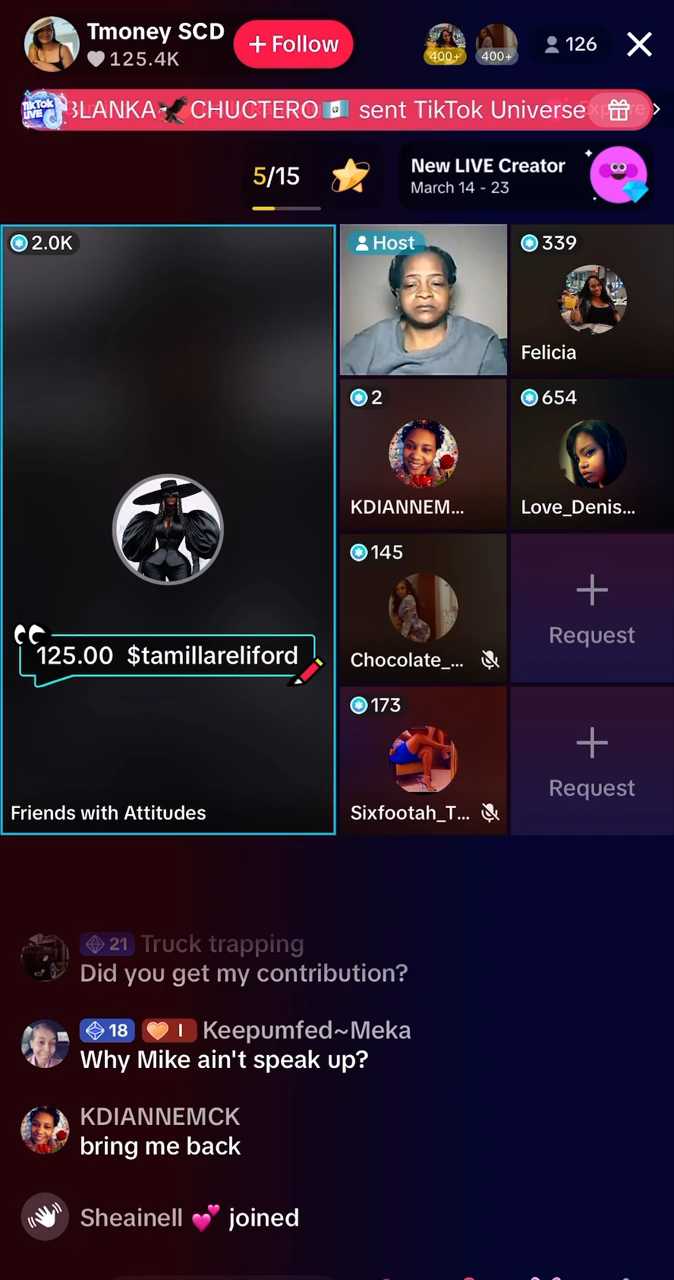 Tmoney SCD
125.4K
+ Follow
400+
400+
126
TikTok LIVE
BLANKA🦅CHUCTERO🇬🇹 sent TikTok Universe
5/15
New LIVE Creator
March 14 - 23
2.0K
Host
339
Felicia
2
KDIANNEM...
654
Love_Denis...
125.00 $tamillareliford
145
Chocolate_...
Request
173
Sixfootah_T...
Request
Friends with Attitudes
21 Truck trapping
Did you get my contribution?
18 I Keepumfed~Meka
Why Mike ain't speak up?
KDIANNEMCK
bring me back
Sheainell 💕 joined